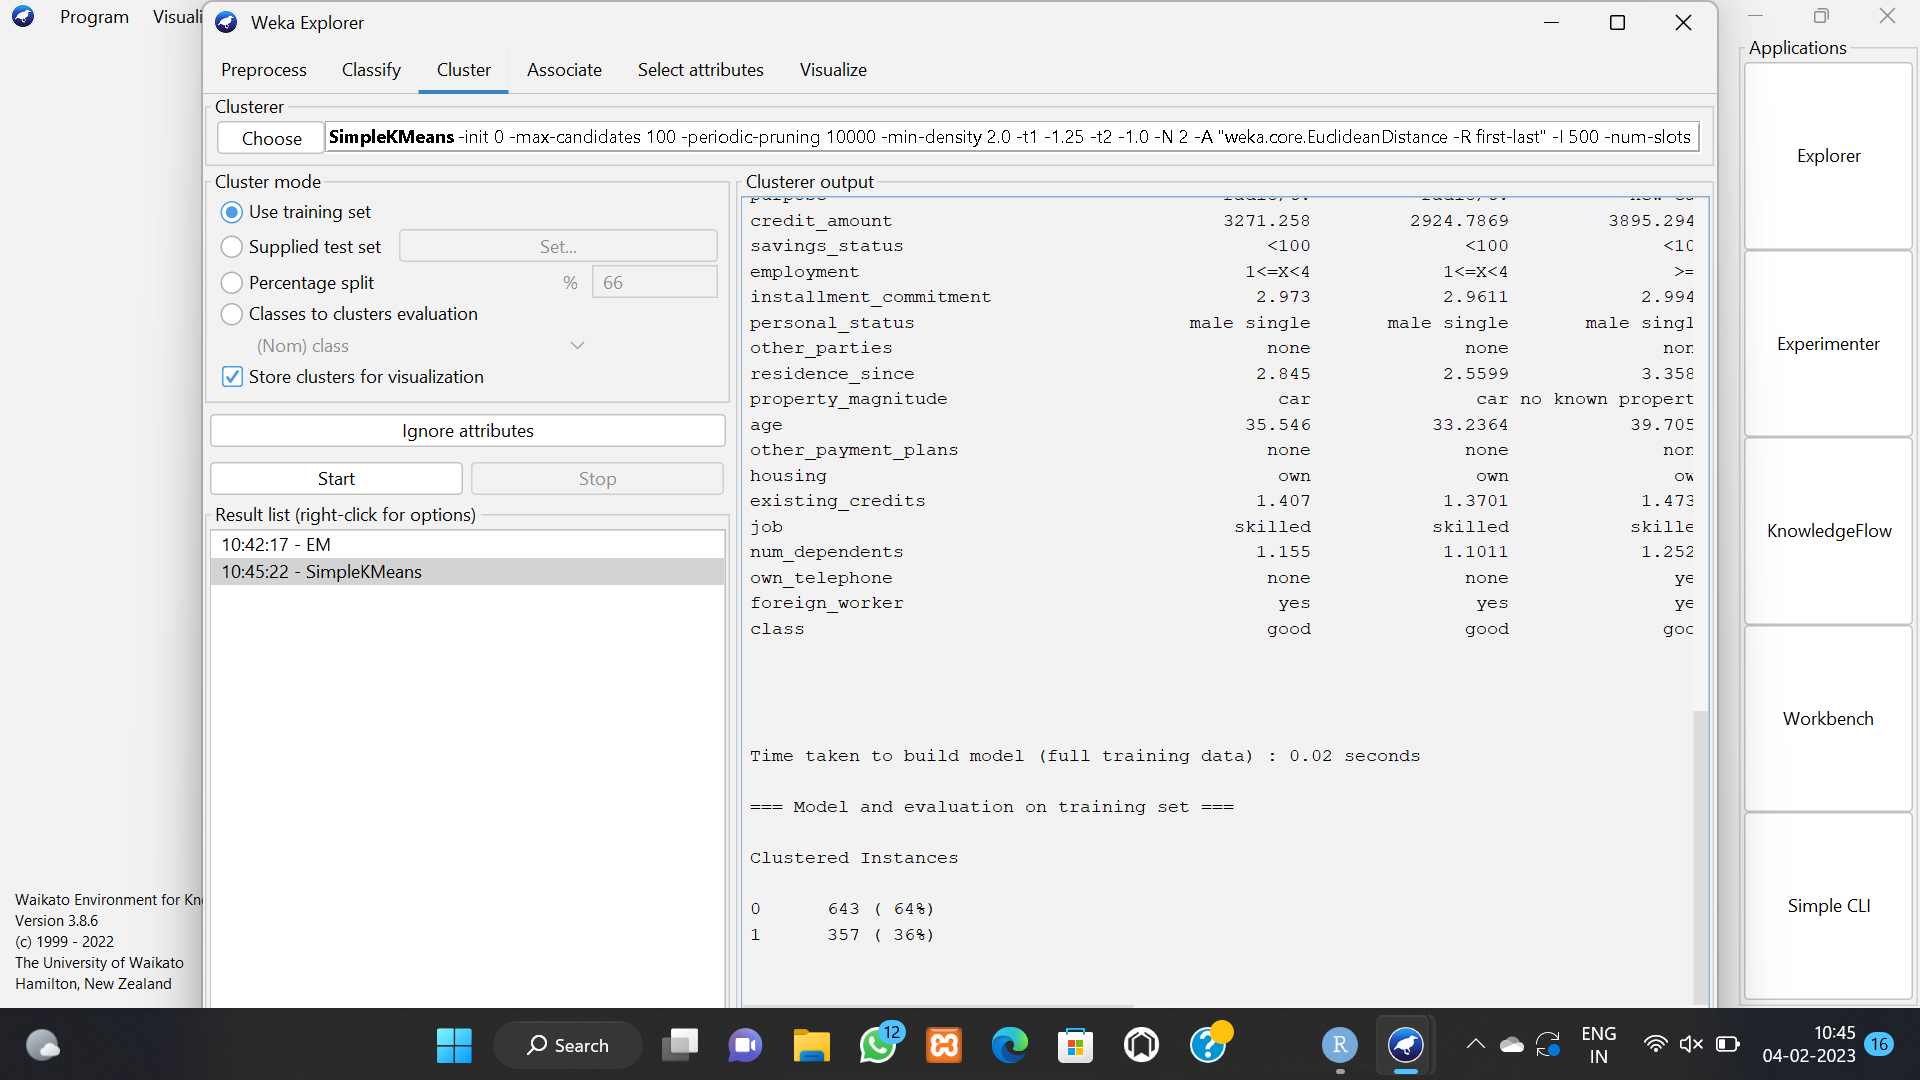 Program Visuali
Weka Explorer
Applications
Preprocess Classify Cluster Associate Select attributes Visualize
Clusterer
Choose SimpleKMeans -init 0 -max-candidates 100 -periodic-pruning 10000 -min-density 2.0 -t1 -1.25 -t2 -1.0 -N 2 -A "weka.core.EuclideanDistance -R first-last" -I 500 -num-slots
Cluster mode
Use training set
Supplied test set Set...
Percentage split % 66
Classes to clusters evaluation
(Nom) class
Store clusters for visualization
Ignore attributes
Start Stop
Result list (right-click for options)
10:42:17 - EM
10:45:22 - SimpleKMeans
Clusterer output
credit_amount 3271.258 2924.7869 3895.294
savings_status <100 <100 <10
employment 1<=X<4 1<=X<4 >=
installment_commitment 2.973 2.9611 2.994
personal_status male single male single male singl
other_parties none none non
residence_since 2.845 2.5599 3.358
property_magnitude car car no known propert
age 35.546 33.2364 39.705
other_payment_plans none none non
housing own own ow
existing_credits 1.407 1.3701 1.473
job skilled skilled skille
num_dependents 1.155 1.1011 1.252
own_telephone none none ye
foreign_worker yes yes ye
class good good goo
Time taken to build model (full training data) : 0.02 seconds
=== Model and evaluation on training set ===
Clustered Instances
0 643 ( 64%)
1 357 ( 36%)
Explorer
Experimenter
KnowledgeFlow
Workbench
Simple CLI
Waikato Environment for Kn
Version 3.8.6
(c) 1999 - 2022
The University of Waikato
Hamilton, New Zealand
Search
12
R
ENG
IN
10:45
04-02-2023
16